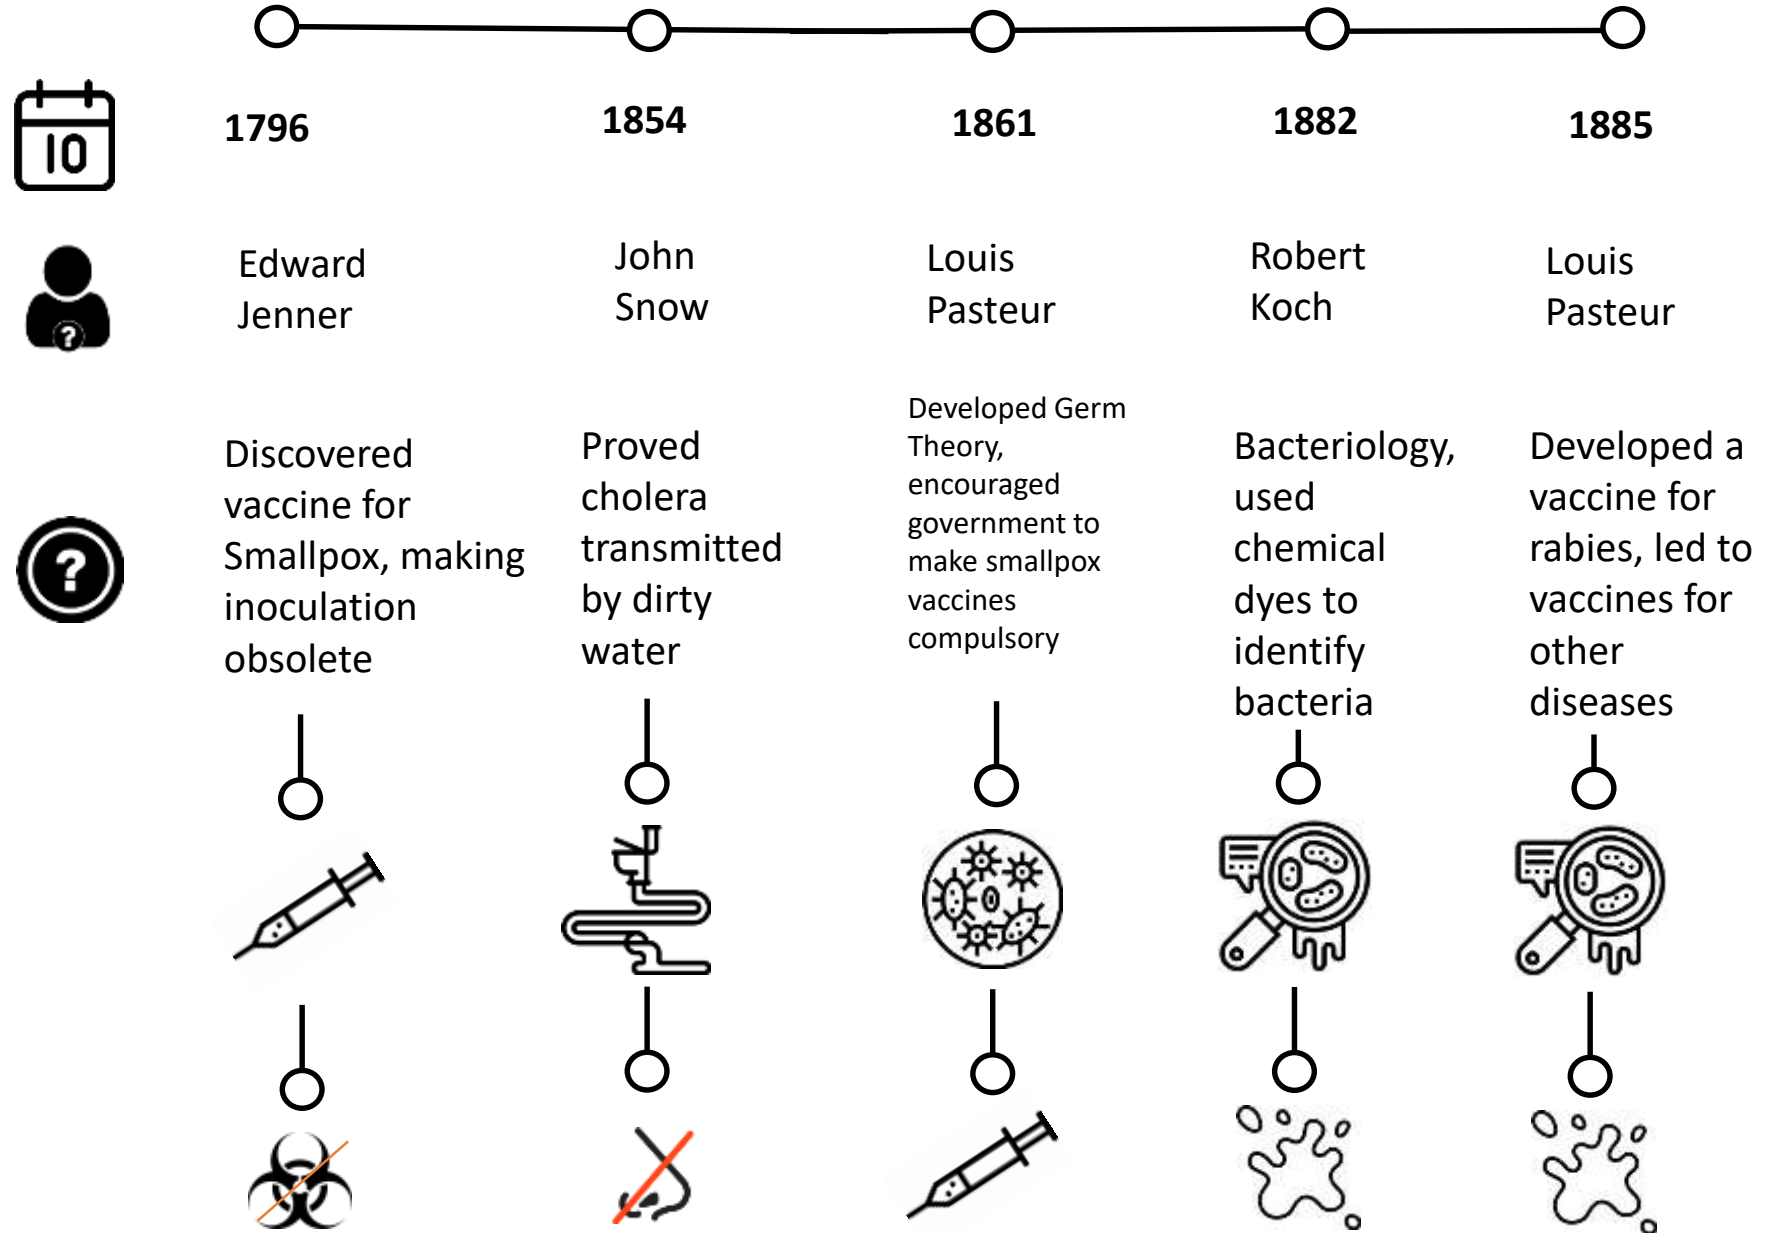 10
1796
1854
1861
1882
1885
?
Edward
Jenner
John
Snow
Louis
Pasteur
Robert
Koch
Louis
Pasteur
?
Discovered
vaccine for
Smallpox, making
inoculation
obsolete
Proved
cholera
transmitted
by dirty
water
Developed Germ
Theory,
encouraged
government to
make smallpox
vaccines
compulsory
Bacteriology,
used
chemical
dyes to
identify
bacteria
Developed a
vaccine for
rabies, led to
vaccines for
other
diseases